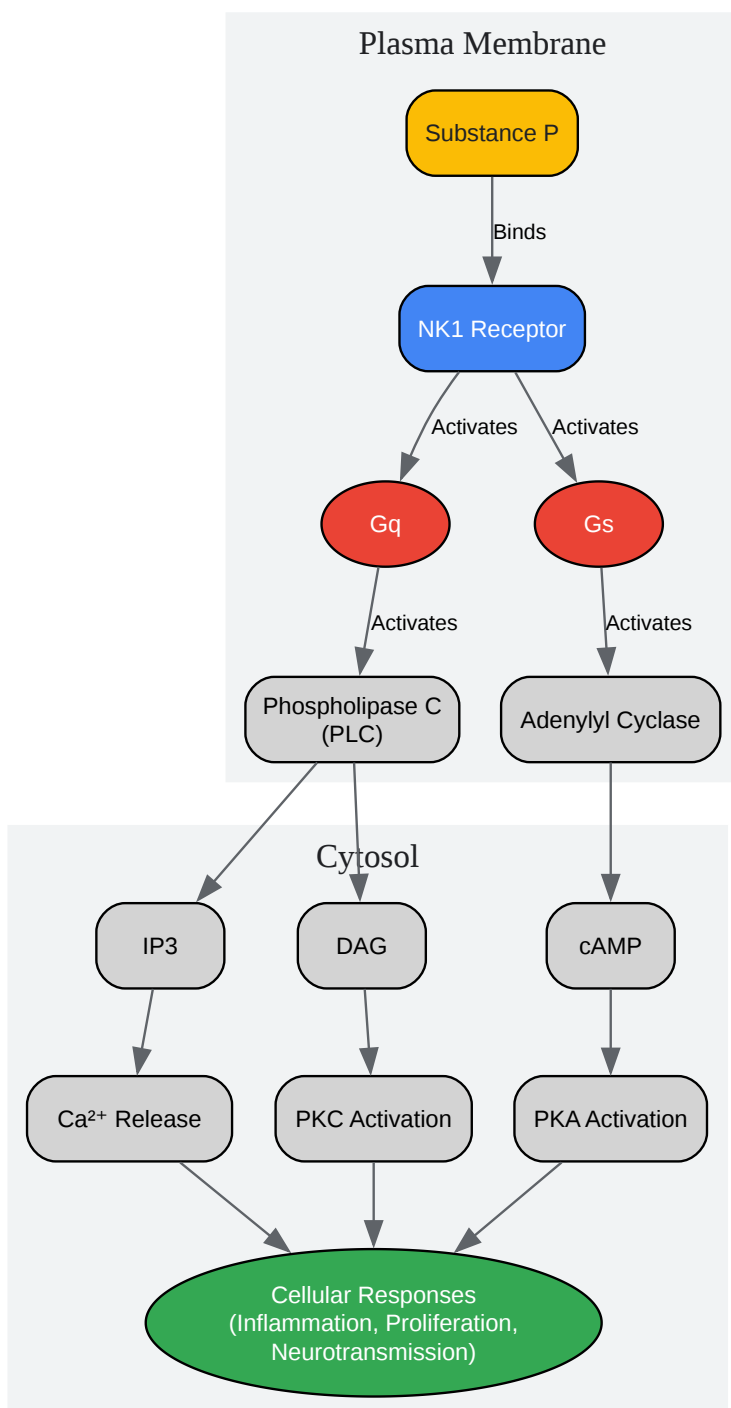 Plasma Membrane
Substance P
Binds
NK1 Receptor
Activates
Activates
Gq
Gs
Activates
Activates
Phospholipase C
(PLC)
Adenylyl Cyclase
Cytosol
IP3
DAG
cAMP
Ca²⁺ Release
PKC Activation
PKA Activation
Cellular Responses
(Inflammation, Proliferation,
Neurotransmission)